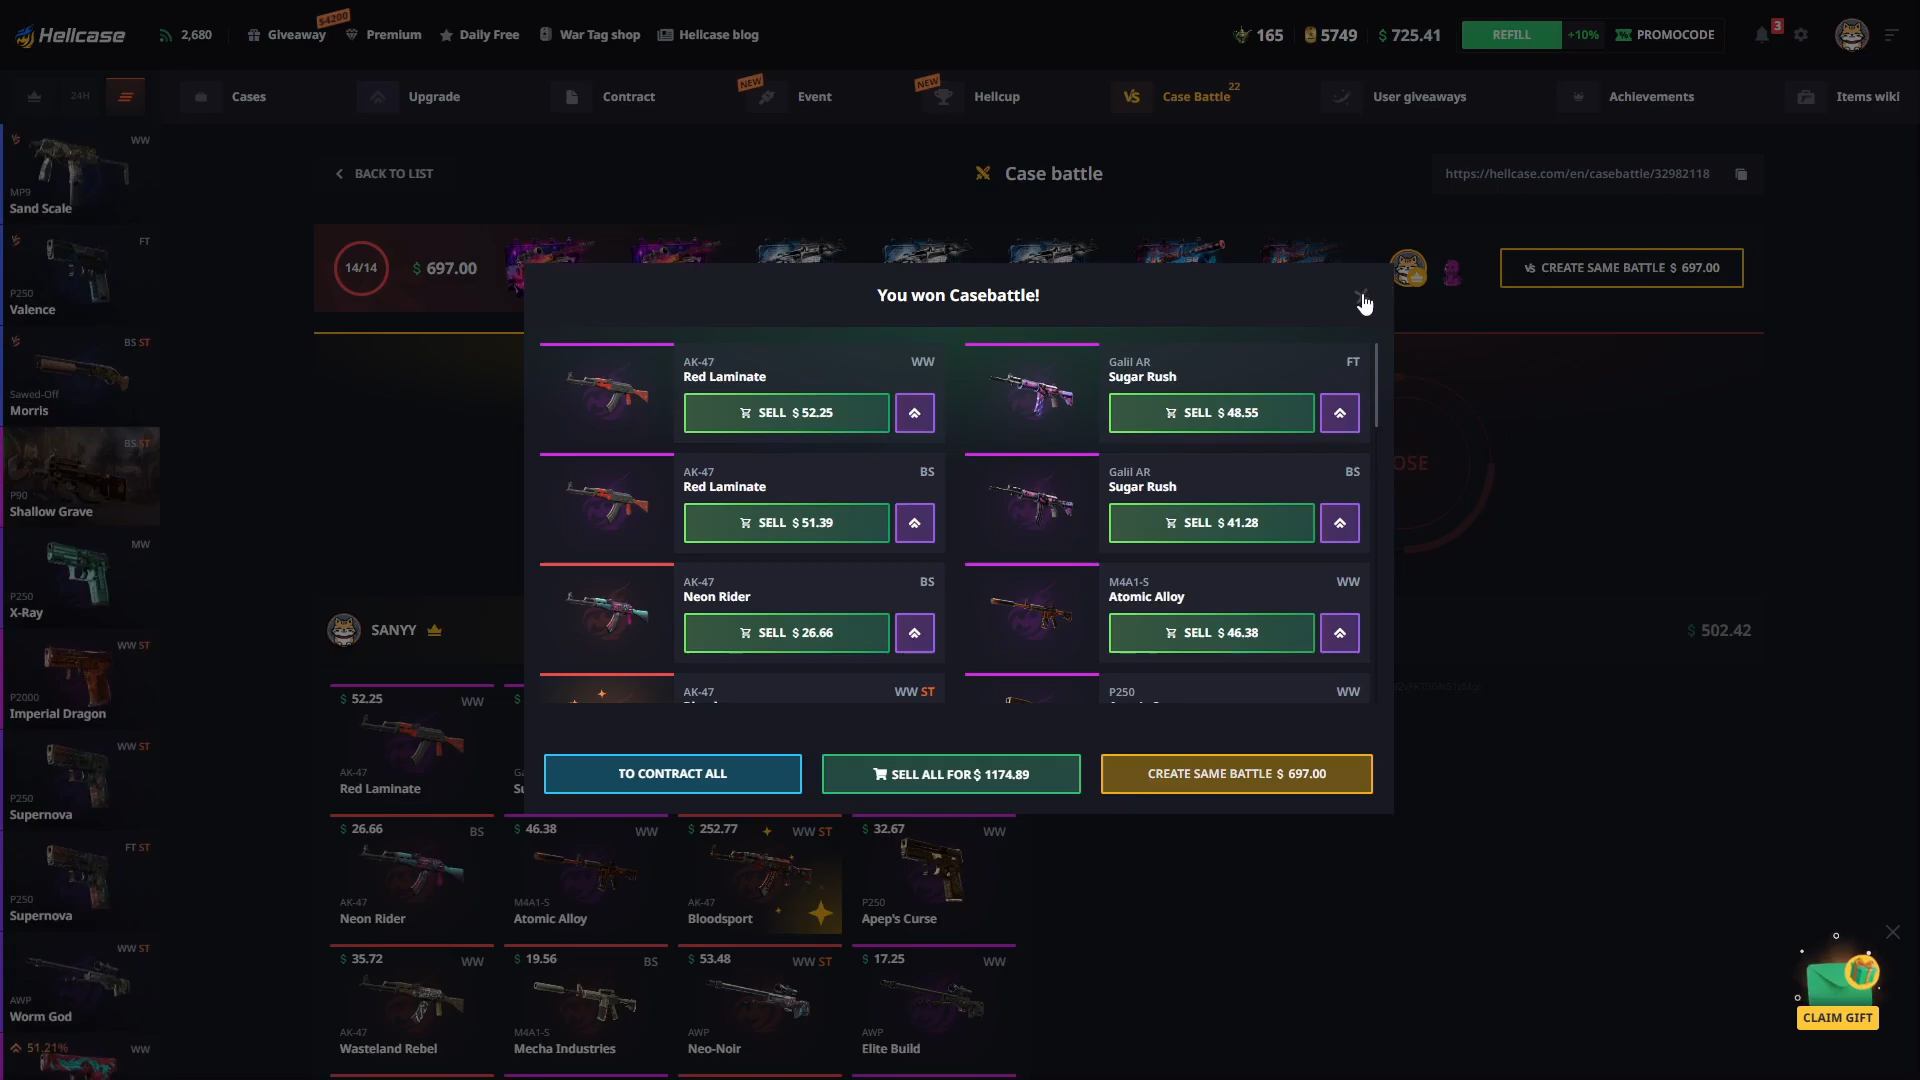 Hellcase
2,680
Giveaway
$4200
Premium
Daily Free
War Tag shop
Hellcase blog
165
5749
$ 725.41
REFILL
+10%
PROMOCODE
3
24H
Cases
Upgrade
Contract
NEW
Event
NEW
Hellcup
VS
Case Battle
22
User giveaways
Achievements
Items wiki
WW
MP9
Sand Scale
FT
P250
Valence
BS ST
Sawed-Off
Morris
BS ST
P90
Shallow Grave
MW
P250
X-Ray
WW ST
P2000
Imperial Dragon
WW ST
P250
Supernova
FT ST
P250
Supernova
WW ST
AWP
Worm God
51.21%
WW
BACK TO LIST
Case battle
https://hellcase.com/en/casebattle/32982118
14/14
$ 697.00
VS CREATE SAME BATTLE $ 697.00
You won Casebattle!
AK-47
WW
Red Laminate
SELL $ 52.25
Galil AR
FT
Sugar Rush
SELL $ 48.55
AK-47
BS
Red Laminate
SELL $ 51.39
Galil AR
BS
Sugar Rush
SELL $ 41.28
AK-47
BS
Neon Rider
SELL $ 26.66
M4A1-S
WW
Atomic Alloy
SELL $ 46.38
AK-47
WW ST
P250
WW
TO CONTRACT ALL
SELL ALL FOR $ 1174.89
CREATE SAME BATTLE $ 697.00
OSE
SANYY
$ 502.42
$ 52.25
WW
AK-47
Red Laminate
$
Ga
Su
$ 26.66
BS
AK-47
Neon Rider
$ 46.38
WW
M4A1-S
Atomic Alloy
$ 252.77
WW ST
AK-47
Bloodsport
$ 32.67
WW
P250
Apep's Curse
$ 35.72
WW
AK-47
Wasteland Rebel
$ 19.56
BS
M4A1-S
Mecha Industries
$ 53.48
WW ST
AWP
Neo-Noir
$ 17.25
WW
AWP
Elite Build
CLAIM GIFT